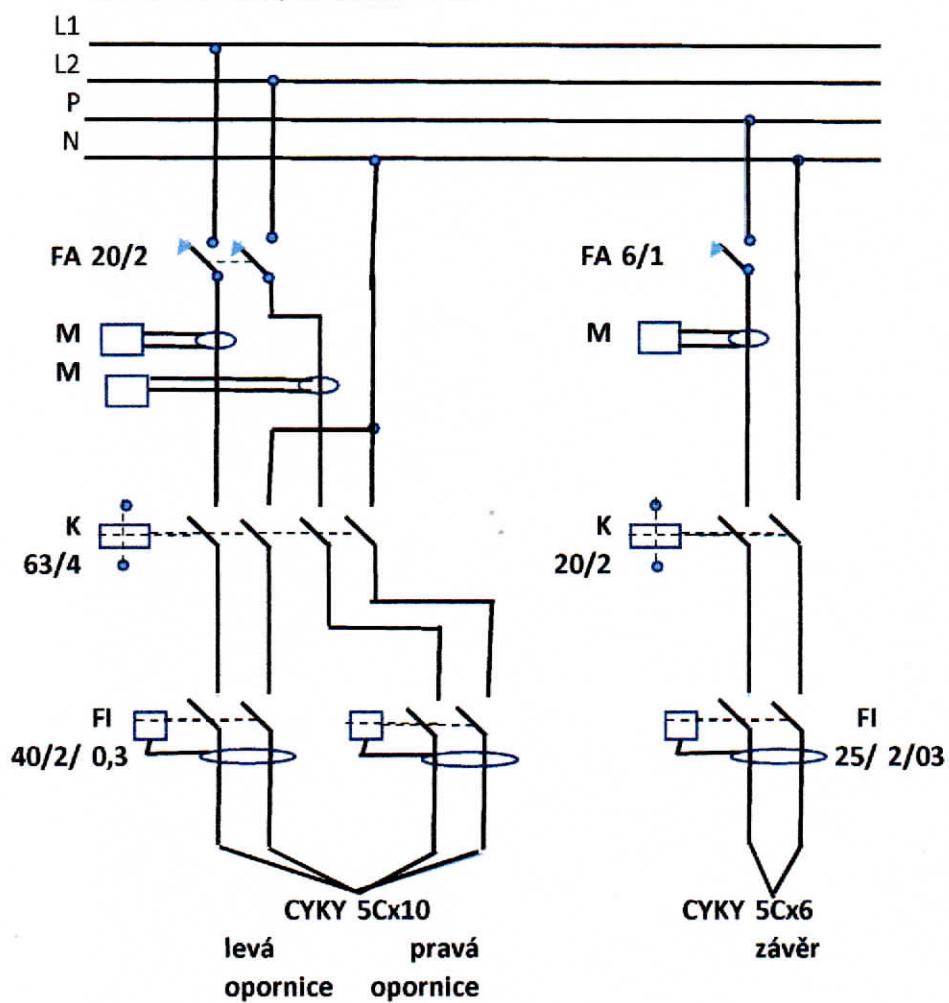 L1
L2
P
N
FA 20/2
FA 6/1
M
M
M
K
63/4
K
20/2
FI
40/2/ 0,3
FI
25/ 2/03
CYKY 5Cx10
CYKY 5Cx6
levá pravá závěr
opornice opornice